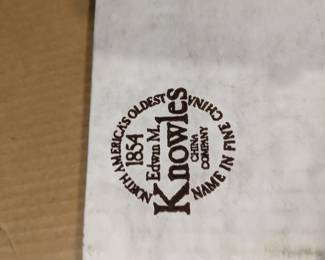 NORTH AMERICA'S OLDEST
1854
Edwin M.
Knowles
CHINA
COMPANY
NAME IN FINE CHINA